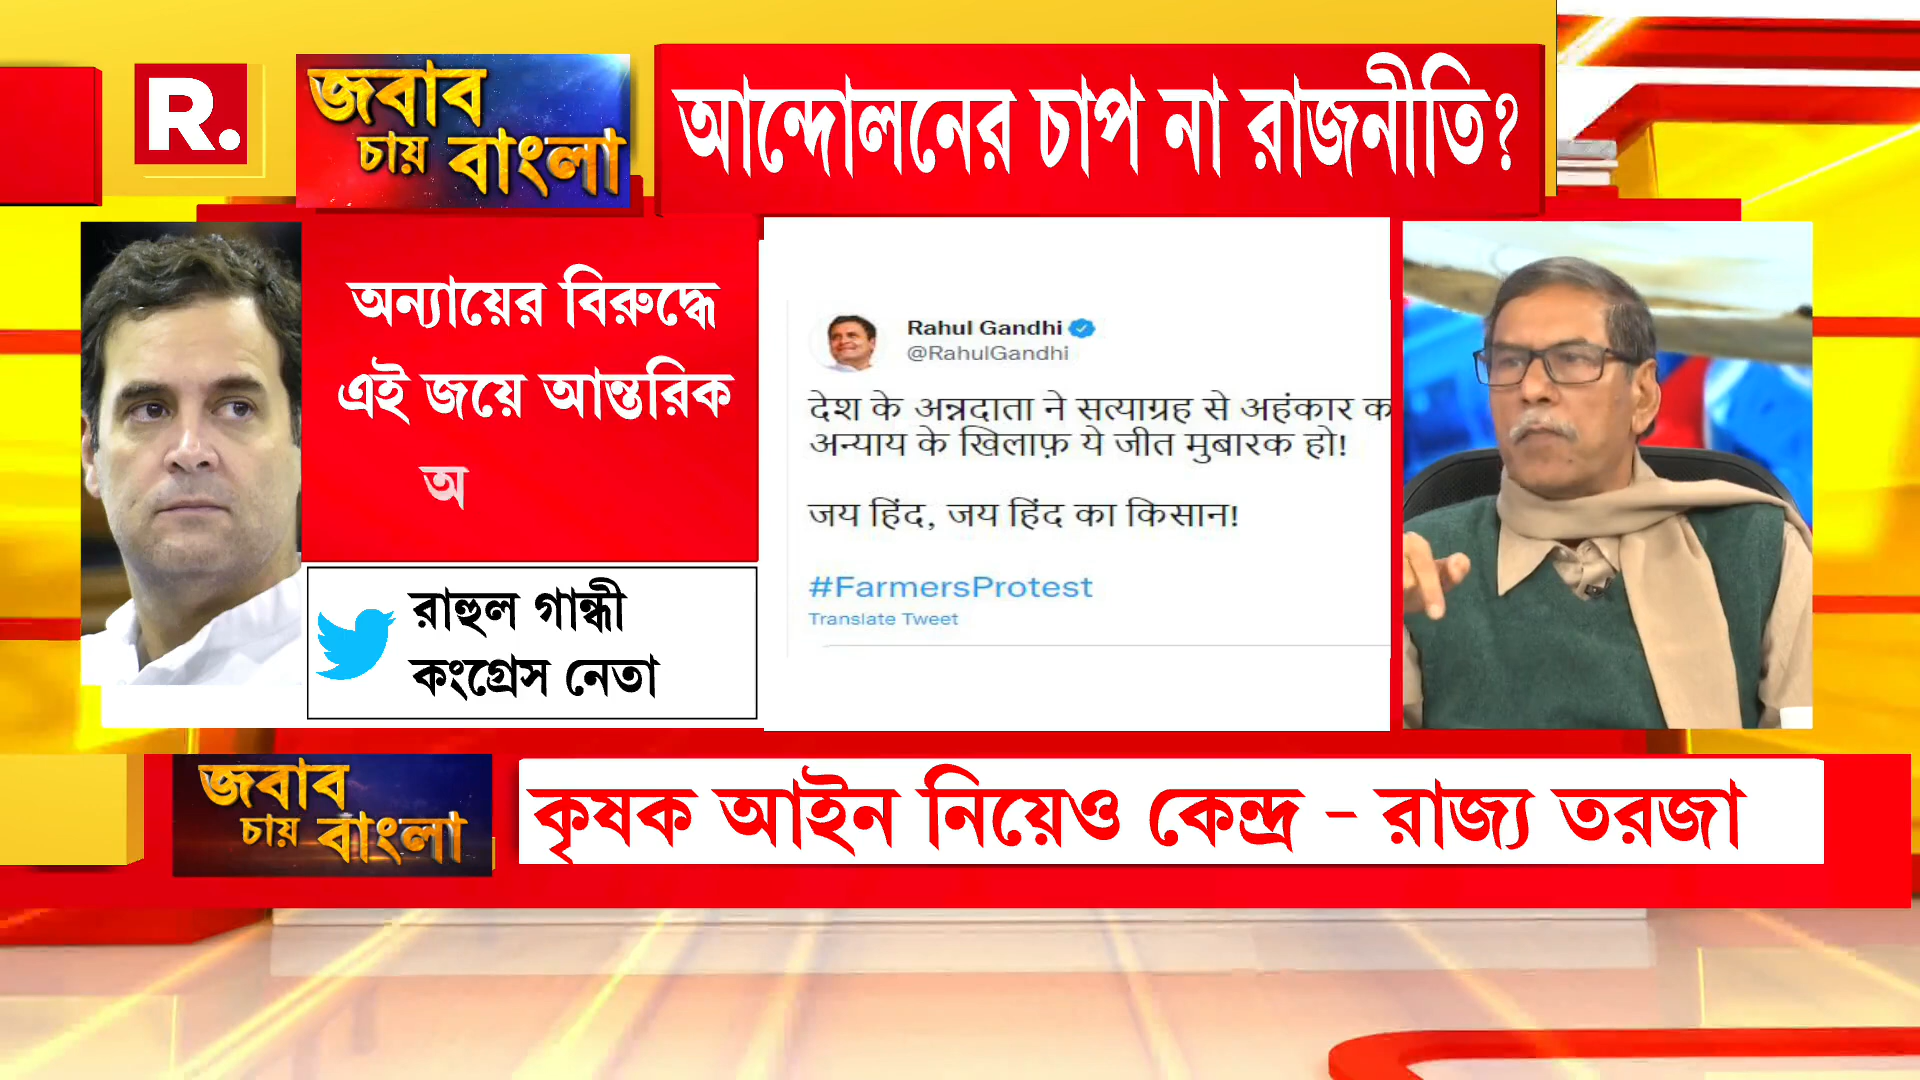 R.
জবাব
চায় বাংলা
আন্দোলনের চাপ না রাজনীতি?
অন্যায়ের বিরুদ্ধে
এই জয়ে আন্তরিক
অ
রাহুল গান্ধী
কংগ্রেস নেতা
Rahul Gandhi
@RahulGandhi
देश के अन्नदाता ने सत्याग्रह से अहंकार क
अन्याय के खिलाफ़ ये जीत मुबारक हो!
जय हिंद, जय हिंद का किसान!
#FarmersProtest
Translate Tweet
জবাব
চায় বাংলা
কৃষক আইন নিয়েও কেন্দ্র - রাজ্য তরজা